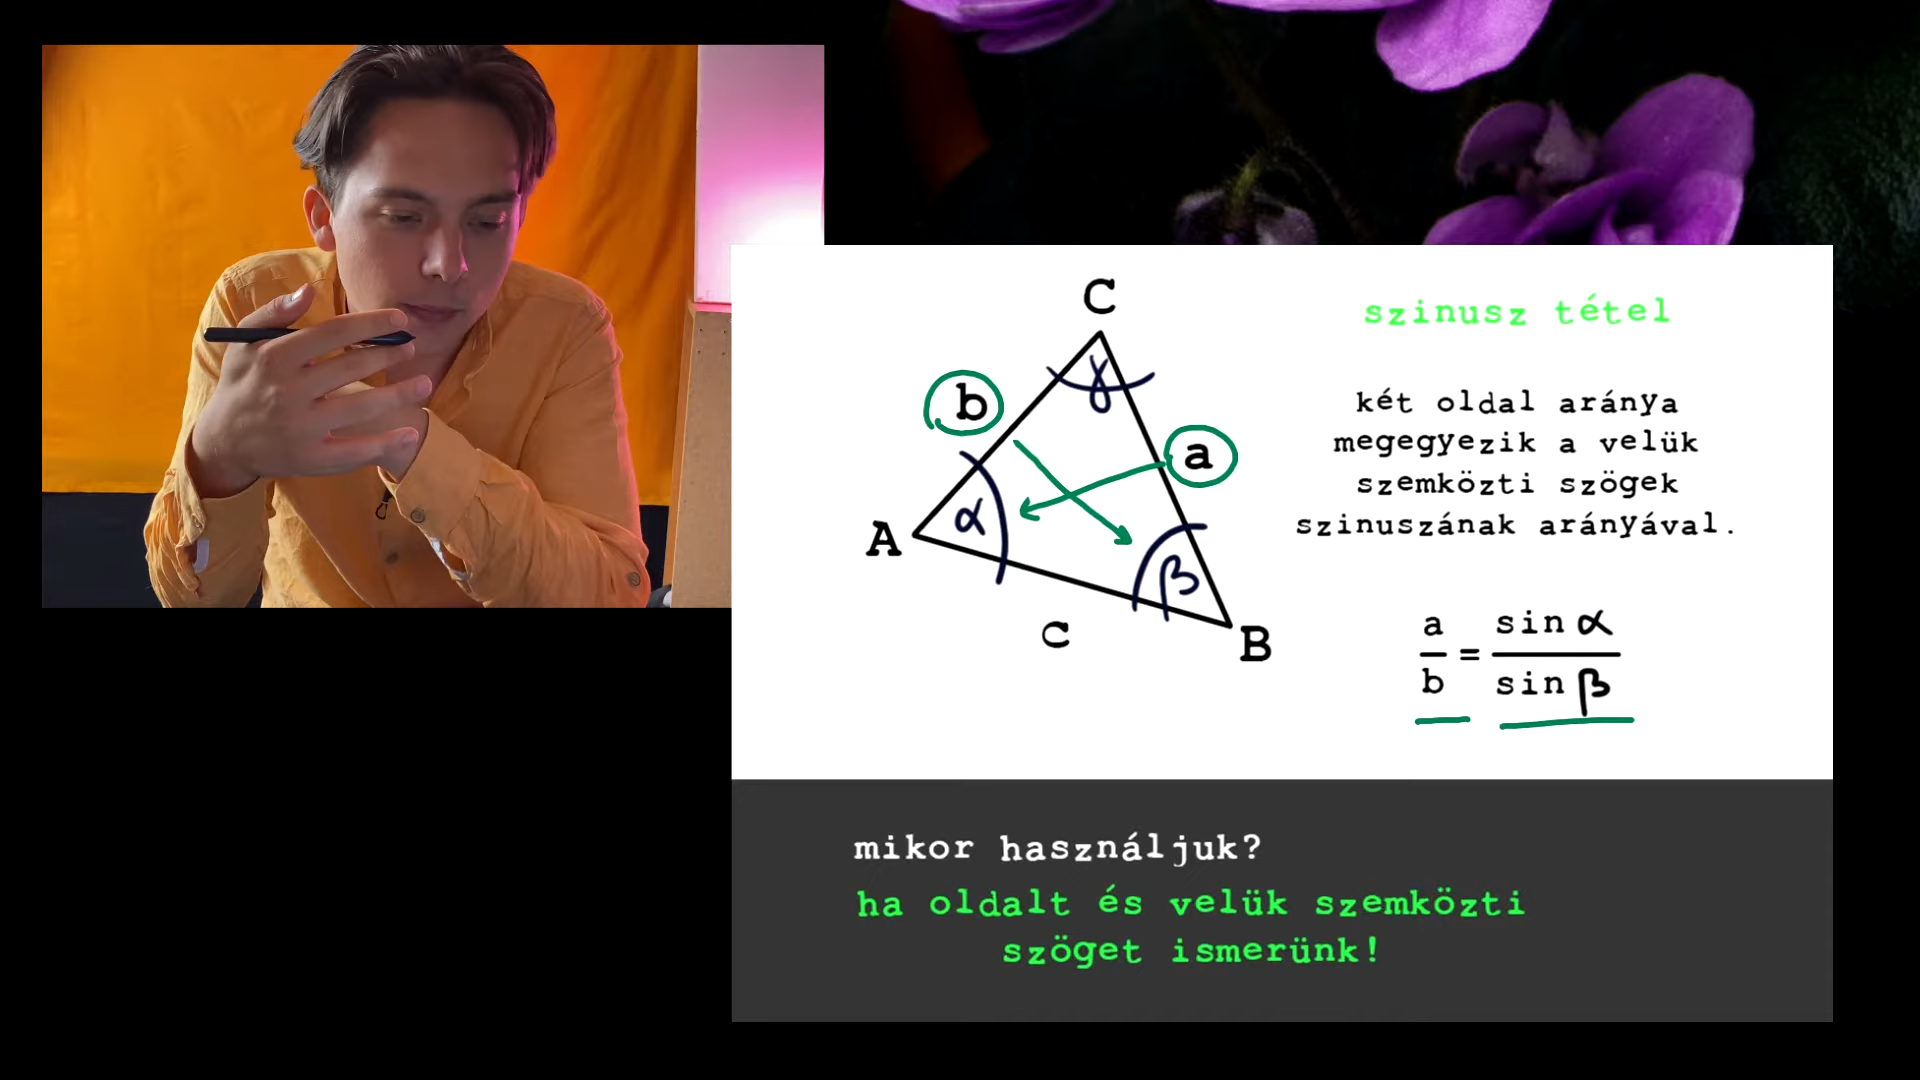 C
b
γ
a
A
α
β
c
B
szinusz tétel
két oldal aránya
megegyezik a velük
szemközti szögek
szinuszának arányával.
a/b = sin α/sin β
mikor használjuk?
ha oldalt és velük szemközti
szöget ismerünk!